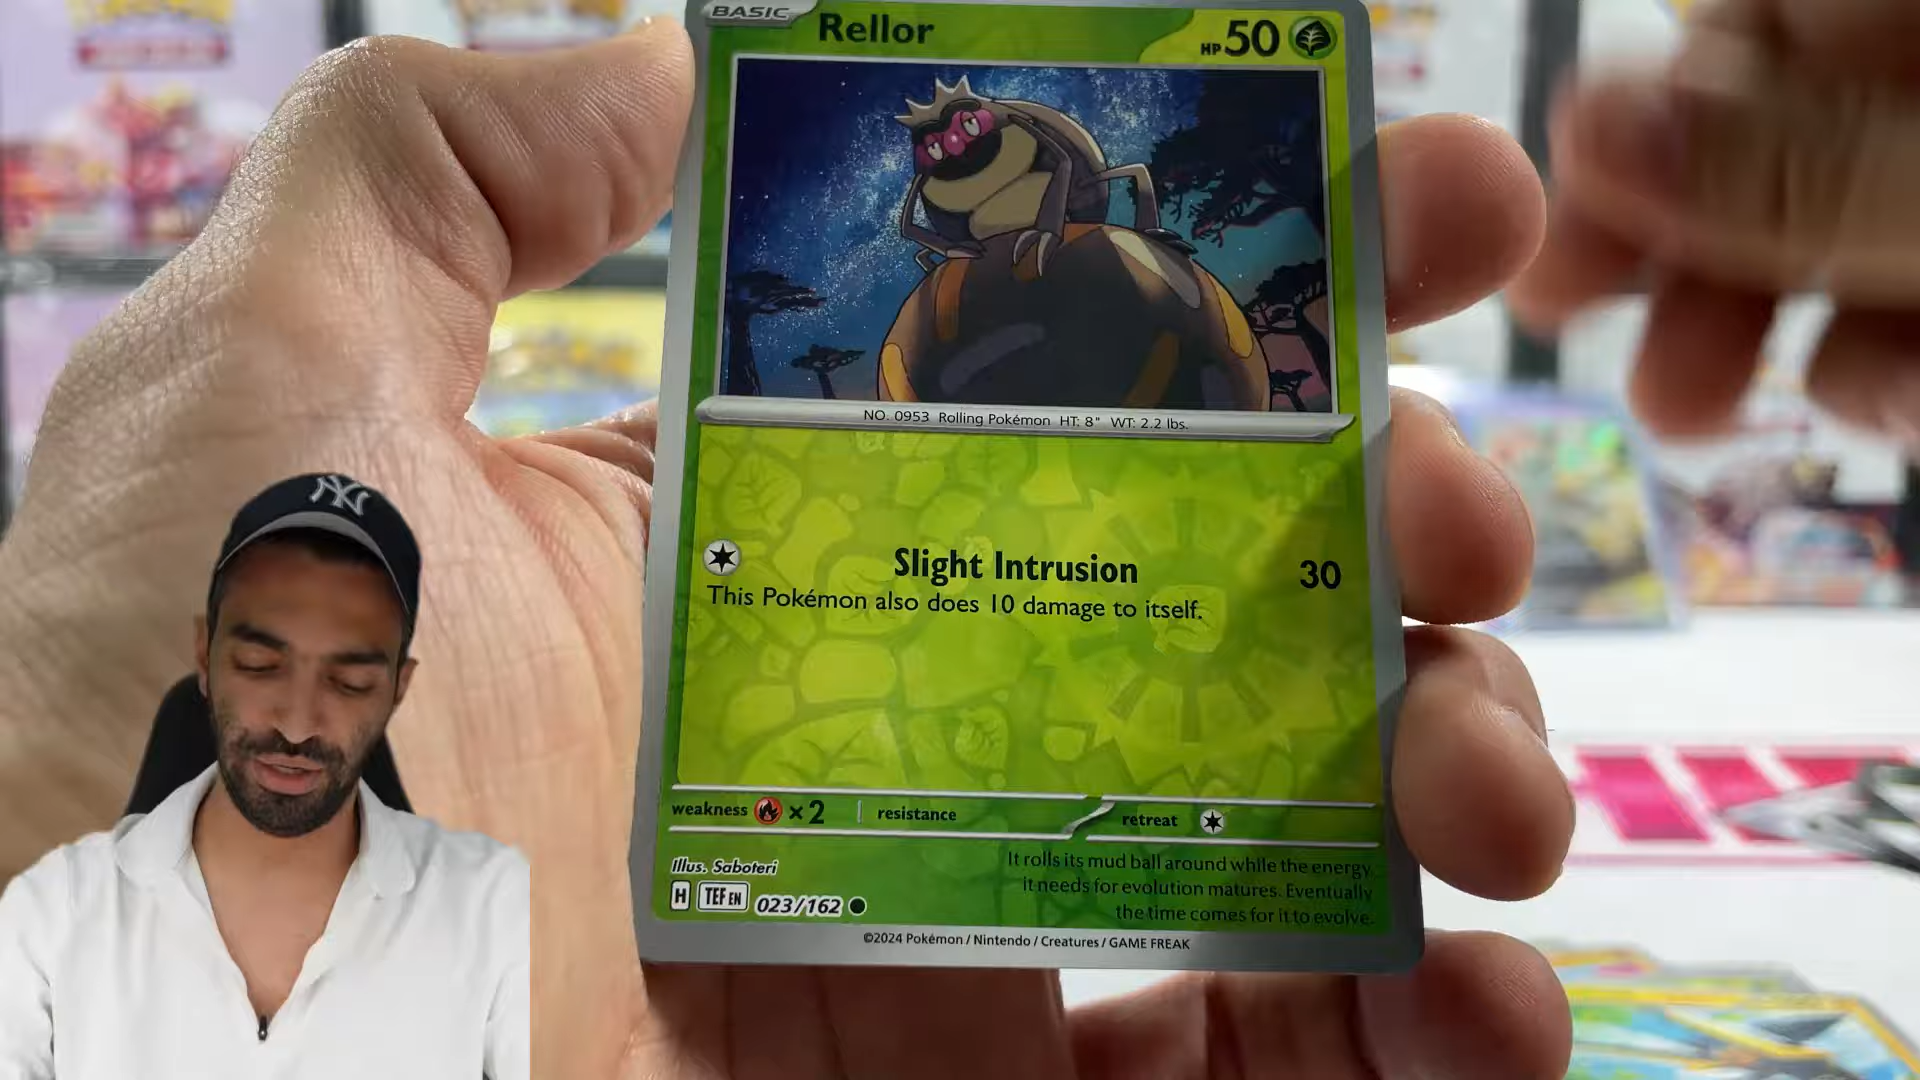 BASIC
Rellor
HP 50
NO. 0953 Rolling Pokémon HT: 8" WT: 2.2 lbs.
Slight Intrusion 30
This Pokémon also does 10 damage to itself.
weakness ×2 resistance retreat
Illus. Saboteri
It rolls its mud ball around while the energy
it needs for evolution matures. Eventually
the time comes for it to evolve.
H TEF EN 023/162
©2024 Pokémon / Nintendo / Creatures / GAME FREAK
NY